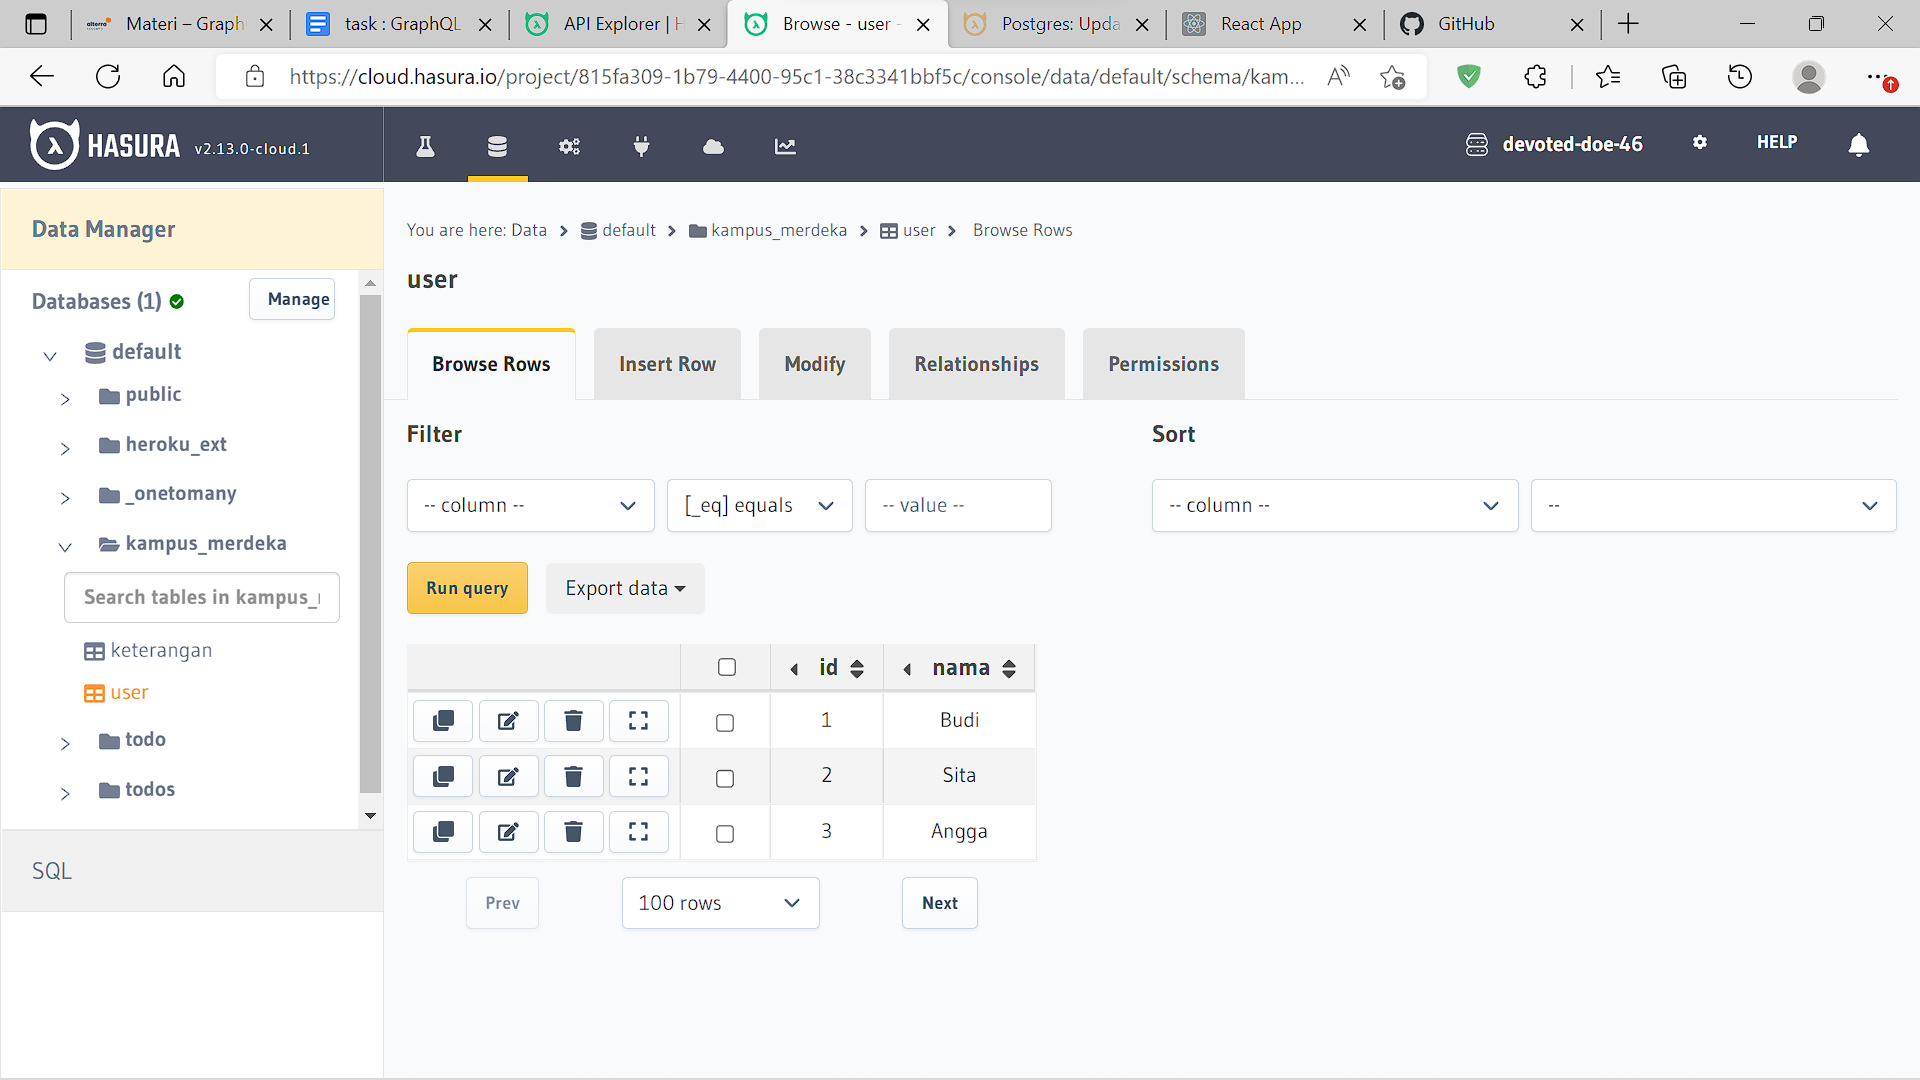 Materi – Graph
task : GraphQL
API Explorer | H
Browse - user -
Postgres: Upda
React App
GitHub
https://cloud.hasura.io/project/815fa309-1b79-4400-95c1-38c3341bbf5c/console/data/default/schema/kam...
HASURA v2.13.0-cloud.1
devoted-doe-46
HELP
Data Manager
Databases (1)
Manage
default
public
heroku_ext
_onetomany
kampus_merdeka
Search tables in kampus_
keterangan
user
todo
todos
SQL
You are here: Data > default > kampus_merdeka > user > Browse Rows
user
Browse Rows
Insert Row
Modify
Relationships
Permissions
Filter
Sort
-- column --
[_eq] equals
-- value --
-- column --
--
Run query
Export data
id nama
1 Budi
2 Sita
3 Angga
Prev
100 rows
Next